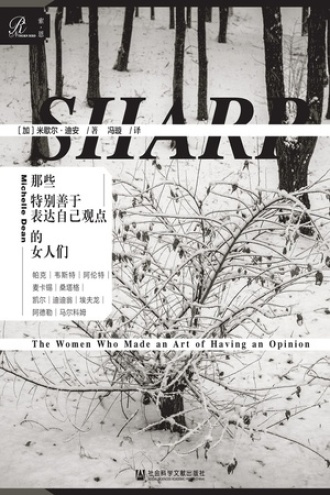 索·恩
SHARP
[加]米歇尔·迪安 / 著 冯璇 / 译
那些
特别善于
表达自己观点
的
女人们
Michelle Dean
帕克|韦斯特|阿伦特|
麦卡锡|桑塔格|
凯尔|迪迪翁|埃夫龙|
阿德勒|马尔科姆
The Women Who Made an Art of Having an Opinion
社会科学文献出版社